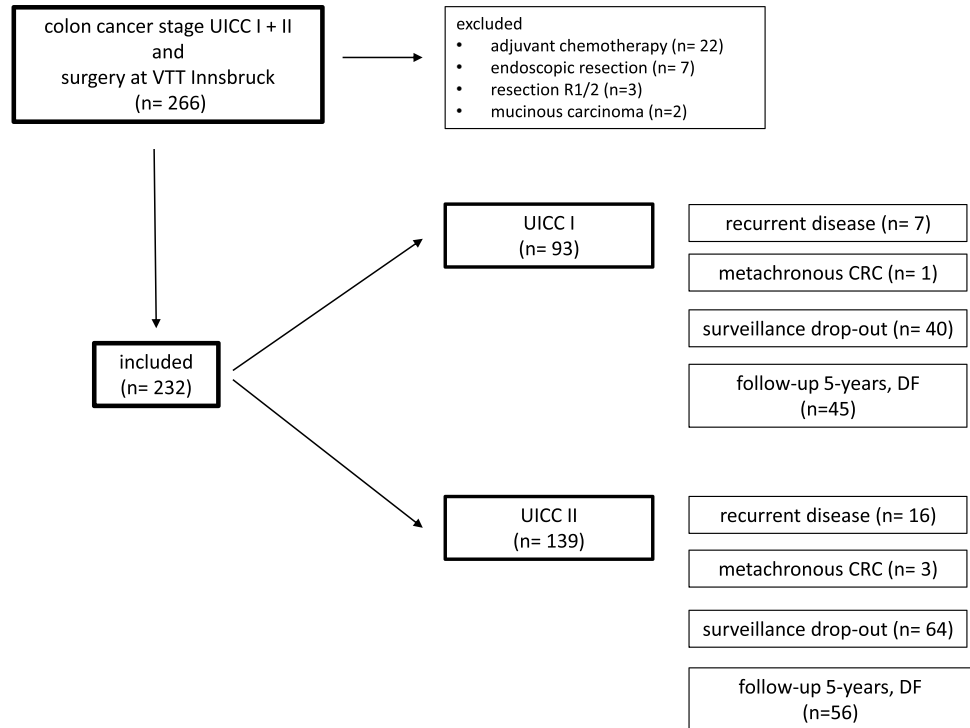 colon cancer stage UICC I + II
and
surgery at VTT Innsbruck
(n= 266)
excluded
• adjuvant chemotherapy (n= 22)
• endoscopic resection (n= 7)
• resection R1/2 (n=3)
• mucinous carcinoma (n=2)
included
(n= 232)
UICC I
(n= 93)
recurrent disease (n= 7)
metachronous CRC (n= 1)
surveillance drop-out (n= 40)
follow-up 5-years, DF
(n=45)
UICC II
(n= 139)
recurrent disease (n= 16)
metachronous CRC (n= 3)
surveillance drop-out (n= 64)
follow-up 5-years, DF
(n=56)